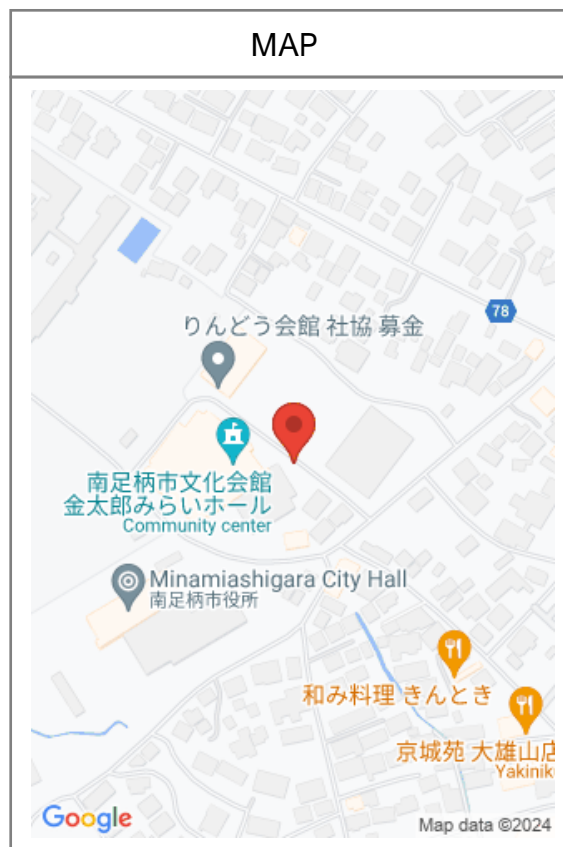 MAP
78
りんどう会館 社協 募金
南足柄市文化会館
金太郎みらいホール
Community center
Minamiashigara City Hall
南足柄市役所
和み料理 きんとき
京城苑 大雄山店
Yakiniku
Google
Map data ©2024